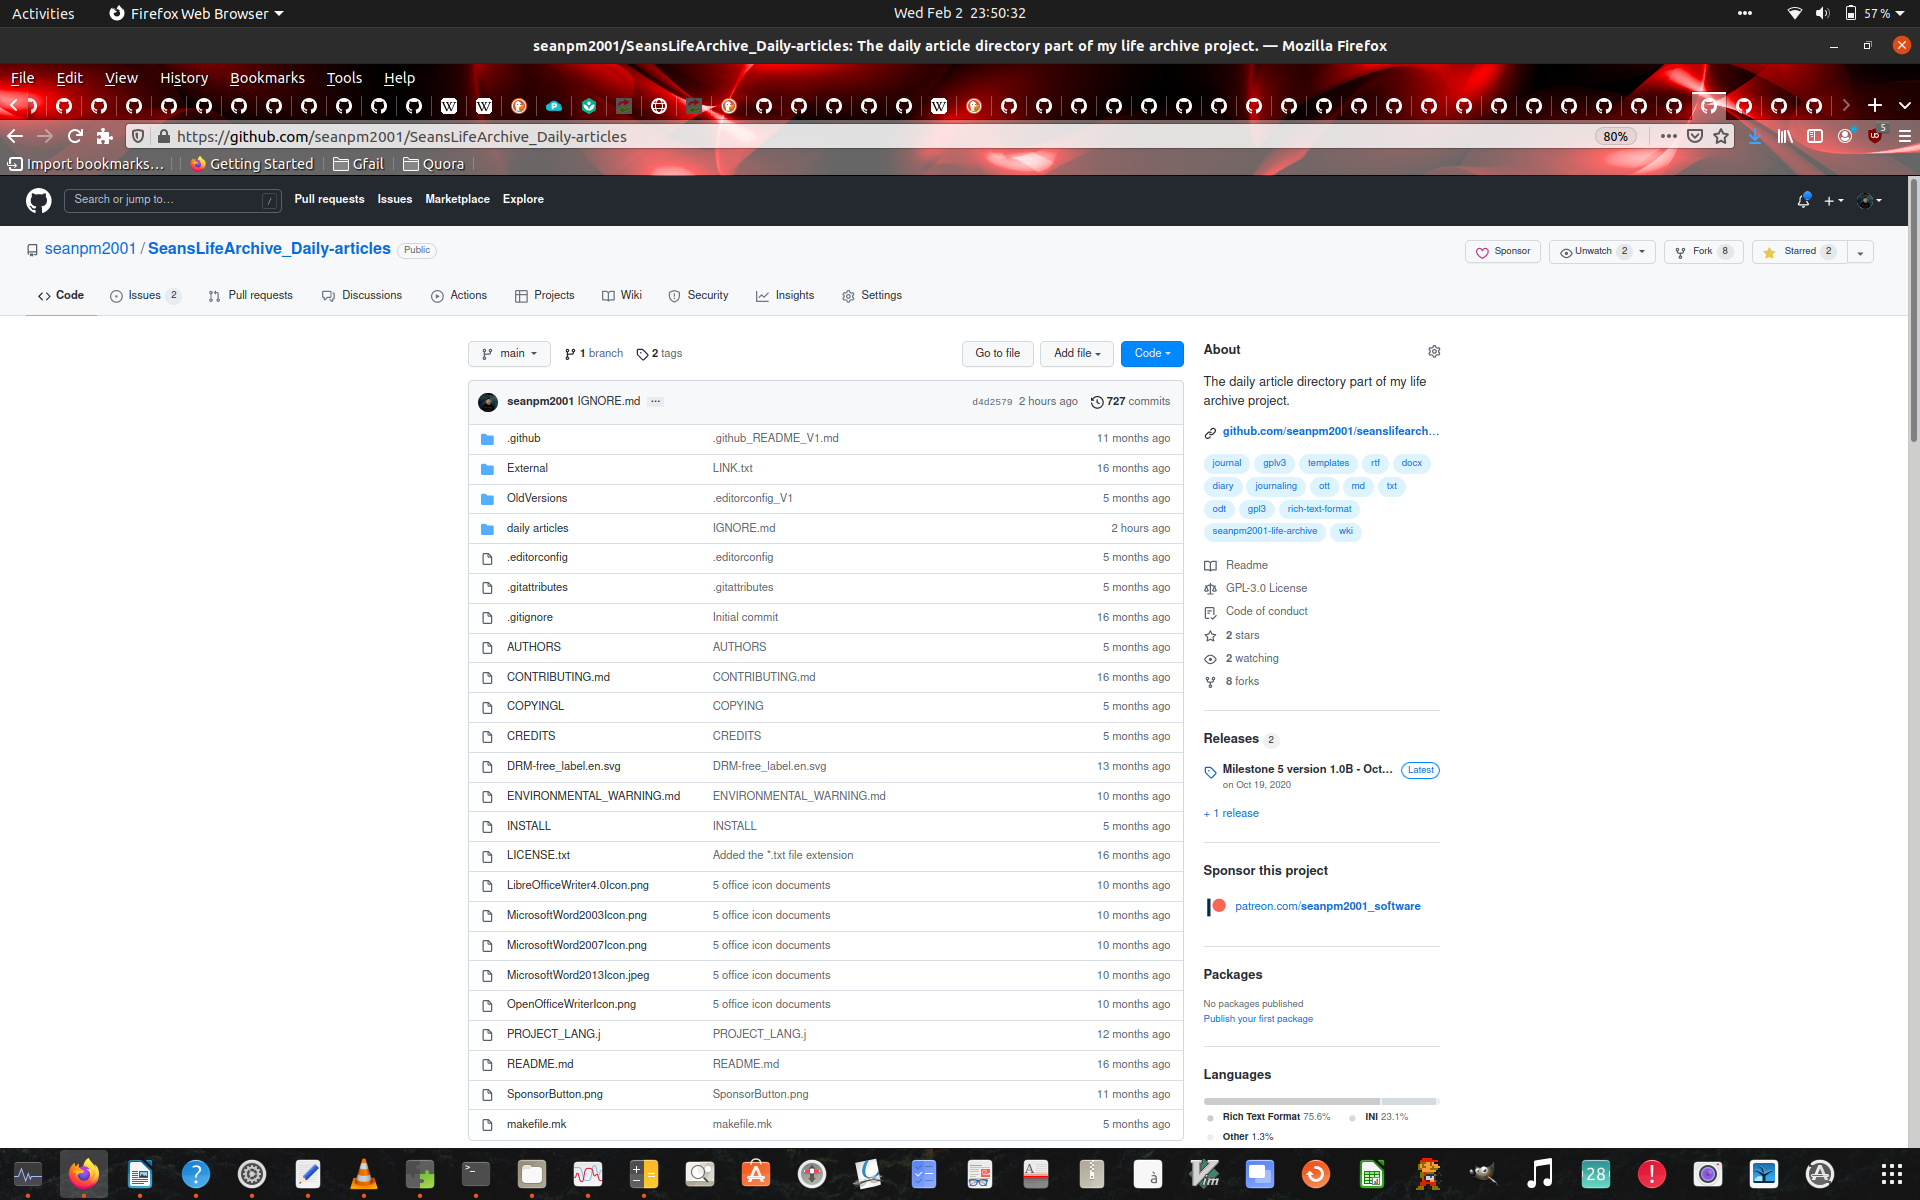 Activities Firefox Web Browser Wed Feb 2 23:50:32 57 %
seanpm2001/SeansLifeArchive_Daily-articles: The daily article directory part of my life archive project. — Mozilla Firefox
File Edit View History Bookmarks Tools Help
https://github.com/seanpm2001/SeansLifeArchive_Daily-articles 80% 5
Import bookmarks... Getting Started Gfail Quora
Search or jump to... / Pull requests Issues Marketplace Explore
seanpm2001 / SeansLifeArchive_Daily-articles Public Sponsor Unwatch 2 Fork 8 Starred 2
Code Issues 2 Pull requests Discussions Actions Projects Wiki Security Insights Settings
main 1 branch 2 tags Go to file Add file Code
seanpm2001 IGNORE.md ... d4d2579 2 hours ago 727 commits
.github .github_README_V1.md 11 months ago
External LINK.txt 16 months ago
OldVersions .editorconfig_V1 5 months ago
daily articles IGNORE.md 2 hours ago
.editorconfig .editorconfig 5 months ago
.gitattributes .gitattributes 5 months ago
.gitignore Initial commit 16 months ago
AUTHORS AUTHORS 5 months ago
CONTRIBUTING.md CONTRIBUTING.md 16 months ago
COPYINGL COPYING 5 months ago
CREDITS CREDITS 5 months ago
DRM-free_label.en.svg DRM-free_label.en.svg 13 months ago
ENVIRONMENTAL_WARNING.md ENVIRONMENTAL_WARNING.md 10 months ago
INSTALL INSTALL 5 months ago
LICENSE.txt Added the *.txt file extension 16 months ago
LibreOfficeWriter4.0Icon.png 5 office icon documents 10 months ago
MicrosoftWord2003Icon.png 5 office icon documents 10 months ago
MicrosoftWord2007Icon.png 5 office icon documents 10 months ago
MicrosoftWord2013Icon.jpeg 5 office icon documents 10 months ago
OpenOfficeWriterIcon.png 5 office icon documents 10 months ago
PROJECT_LANG.j PROJECT_LANG.j 12 months ago
README.md README.md 16 months ago
SponsorButton.png SponsorButton.png 11 months ago
makefile.mk makefile.mk 5 months ago
About
The daily article directory part of my life
archive project.
github.com/seanpm2001/seanslifearch...
journal gplv3 templates rtf docx
diary journaling ott md txt
odt gpl3 rich-text-format
seanpm2001-life-archive wki
Readme
GPL-3.0 License
Code of conduct
2 stars
2 watching
8 forks
Releases 2
Milestone 5 version 1.0B - Oct... Latest
on Oct 19, 2020
+ 1 release
Sponsor this project
patreon.com/seanpm2001_software
Packages
No packages published
Publish your first package
Languages
Rich Text Format 75.6% INI 23.1%
Other 1.3%
28